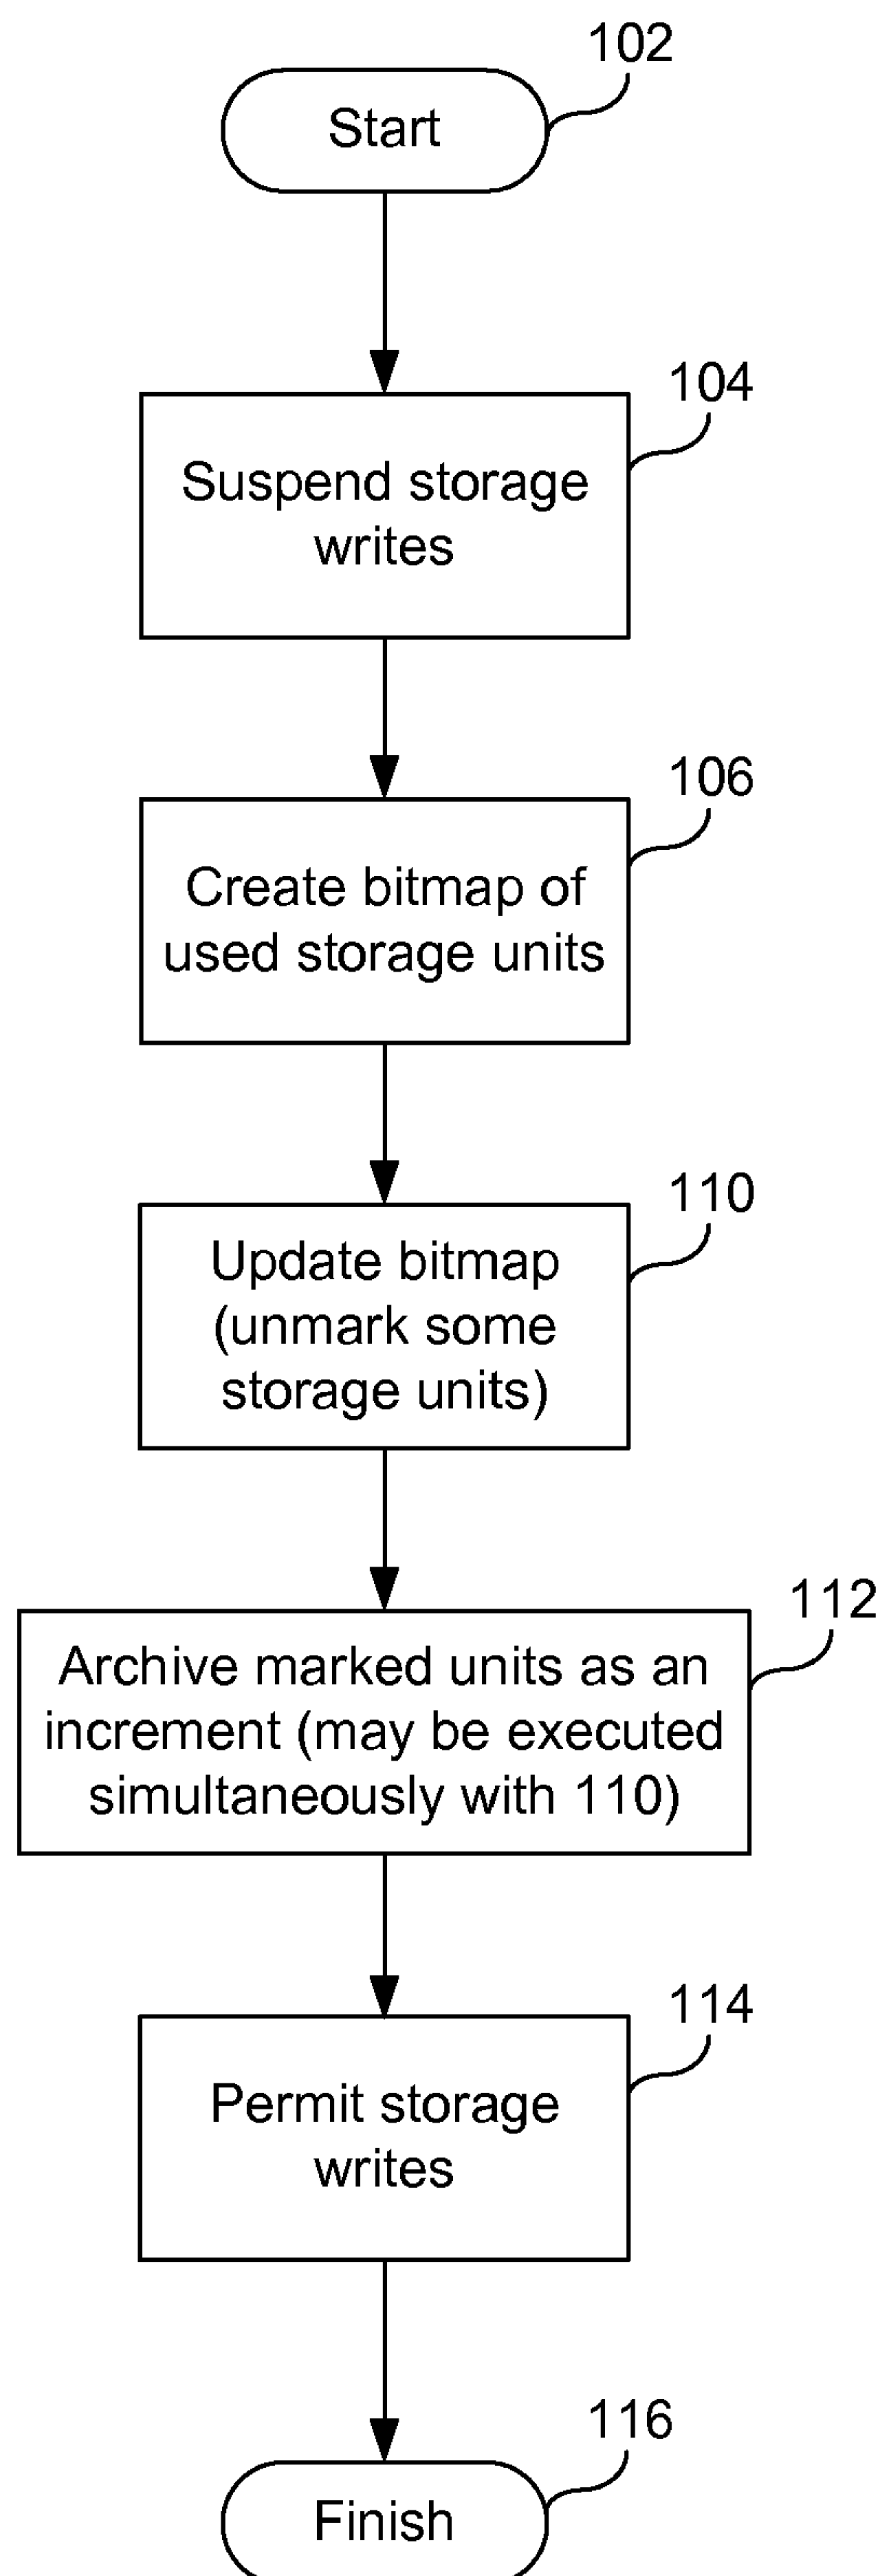 102
Start
104
Suspend storage
writes
106
Create bitmap of
used storage units
110
Update bitmap
(unmark some
storage units)
112
Archive marked units as an
increment (may be executed
simultaneously with 110)
114
Permit storage
writes
116
Finish